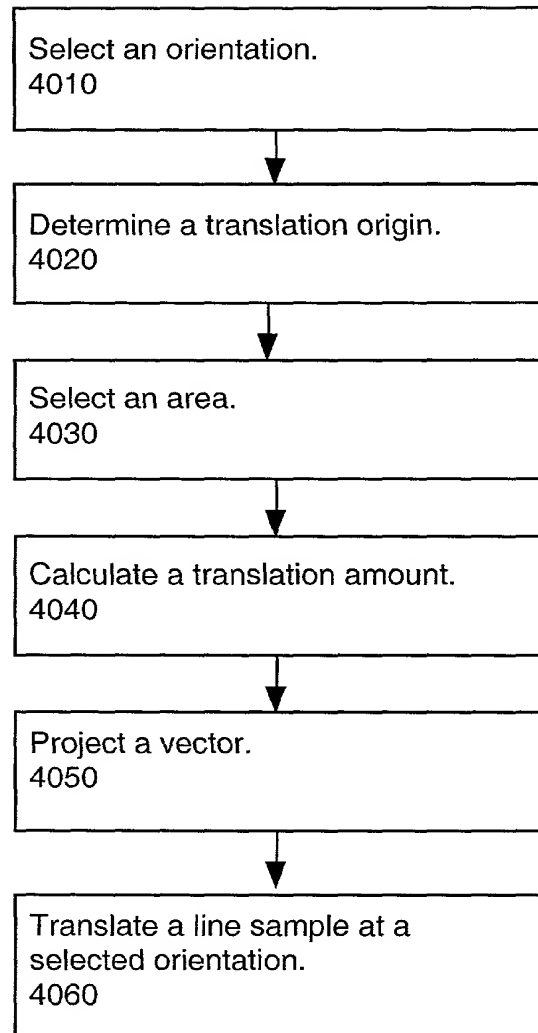 Select an orientation.
4010
Determine a translation origin.
4020
Select an area.
4030
Calculate a translation amount.
4040
Project a vector.
4050
Translate a line sample at a
selected orientation.
4060